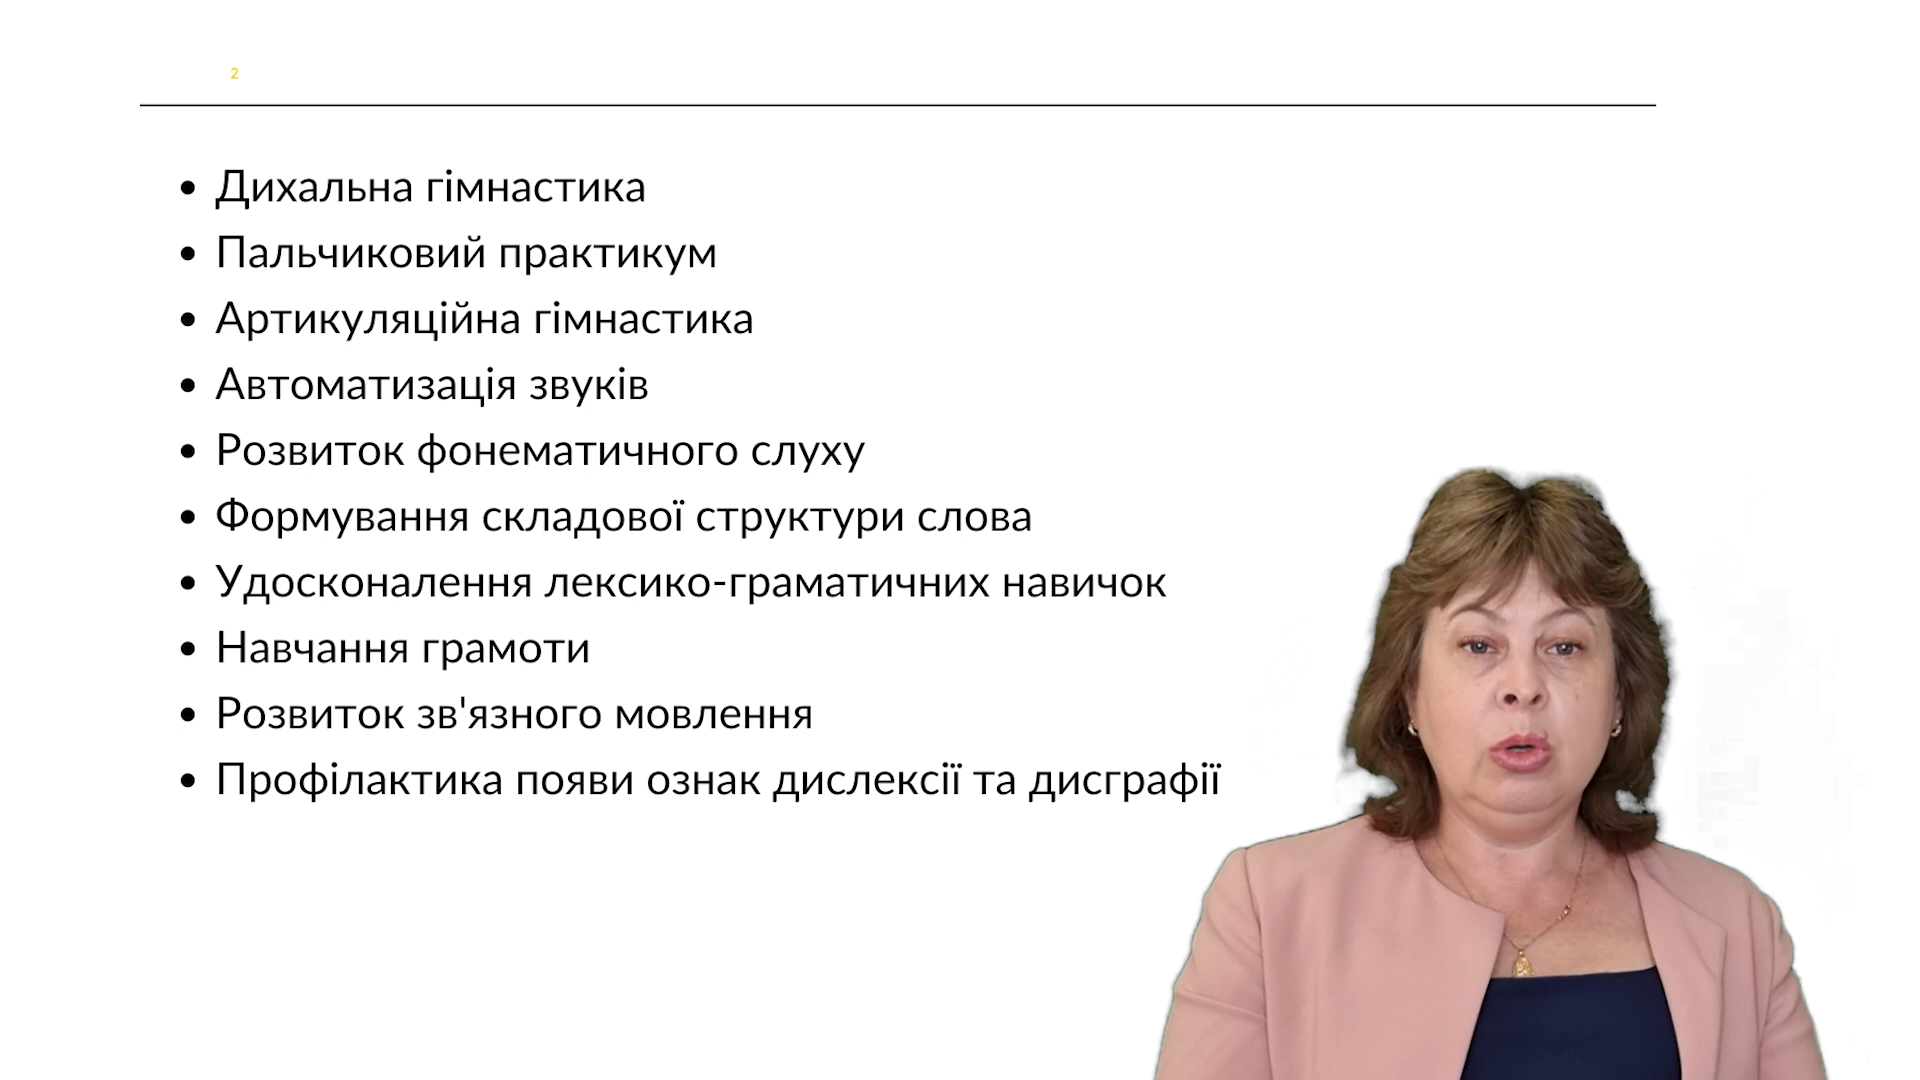 2
• Дихальна гімнастика
• Пальчиковий практикум
• Артикуляційна гімнастика
• Автоматизація звуків
• Розвиток фонематичного слуху
• Формування складової структури слова
• Удосконалення лексико-граматичних навичок
• Навчання грамоти
• Розвиток зв'язного мовлення
• Профілактика появи ознак дислексії та дисграфії